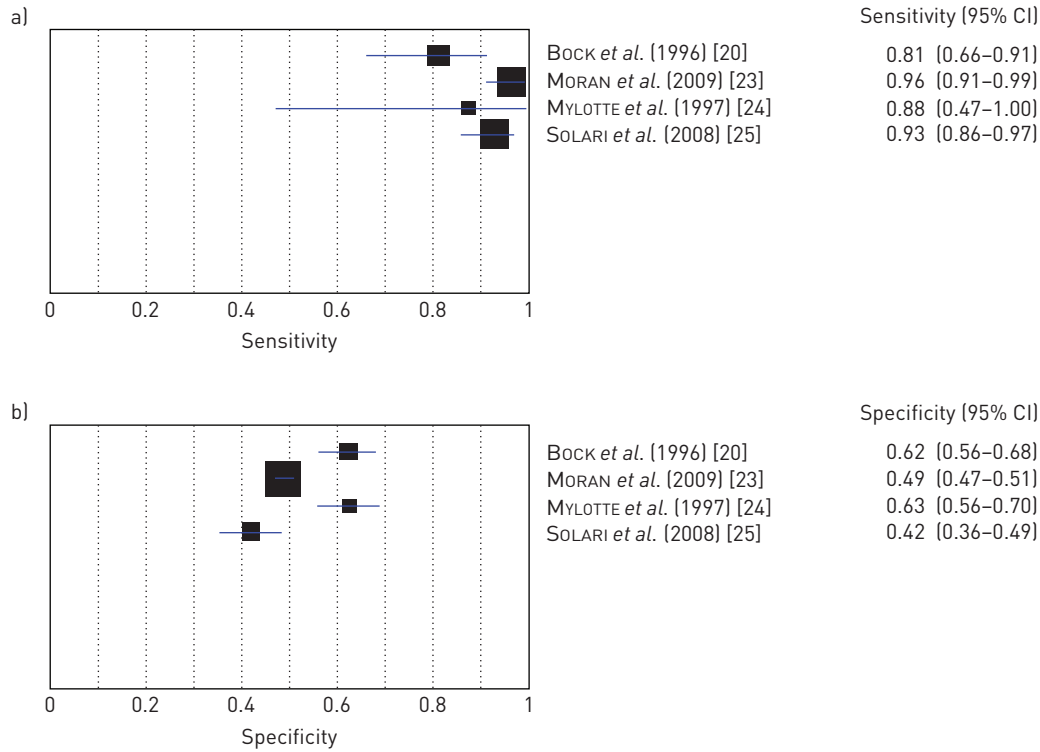 a)
Sensitivity (95% CI)
BOCK et al. (1996) [20] 0.81 (0.66–0.91)
MORAN et al. (2009) [23] 0.96 (0.91–0.99)
MYLOTTE et al. (1997) [24] 0.88 (0.47–1.00)
SOLARI et al. (2008) [25] 0.93 (0.86–0.97)
0 0.2 0.4 0.6 0.8 1
Sensitivity
b)
Specificity (95% CI)
BOCK et al. (1996) [20] 0.62 (0.56–0.68)
MORAN et al. (2009) [23] 0.49 (0.47–0.51)
MYLOTTE et al. (1997) [24] 0.63 (0.56–0.70)
SOLARI et al. (2008) [25] 0.42 (0.36–0.49)
0 0.2 0.4 0.6 0.8 1
Specificity